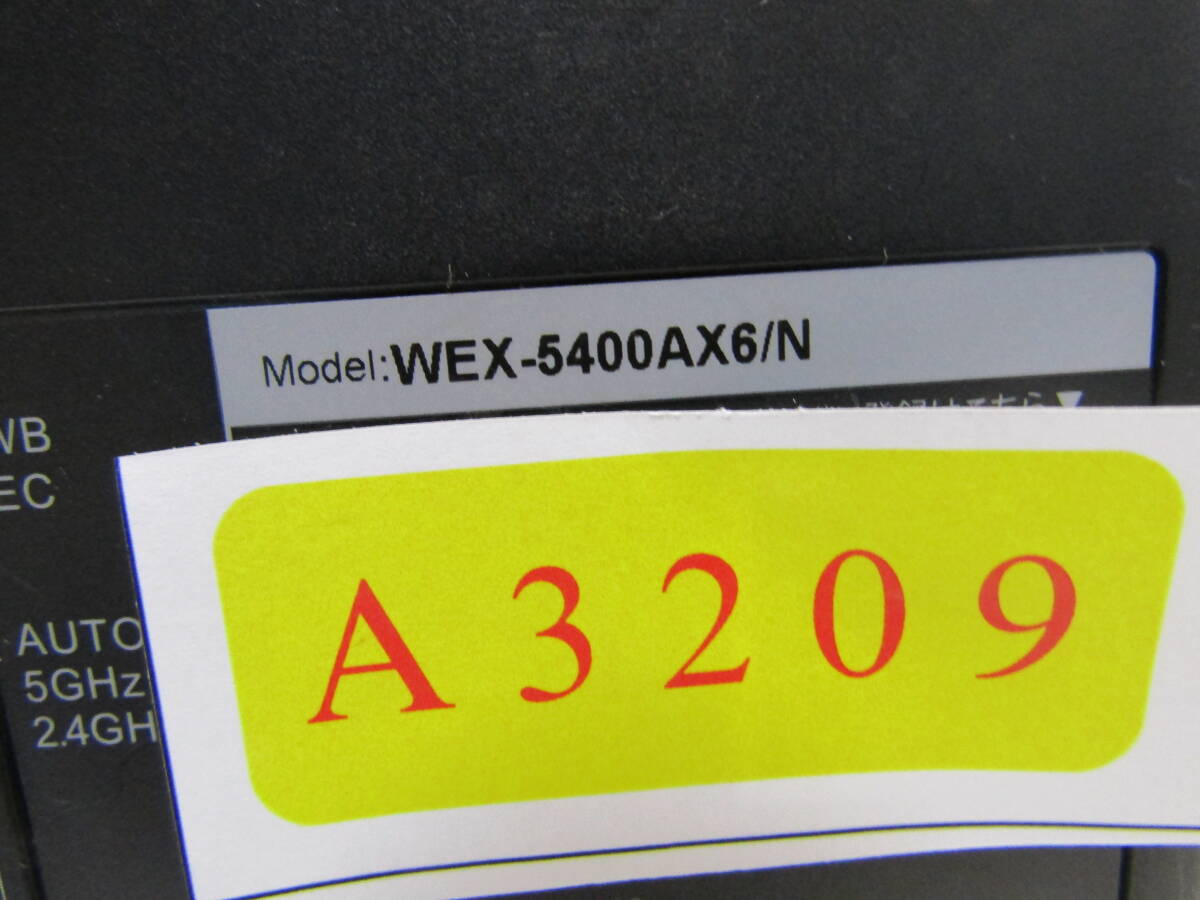 Model:WEX-5400AX6/N
WB
EC
A3209
AUTO
5GHz
2.4GH